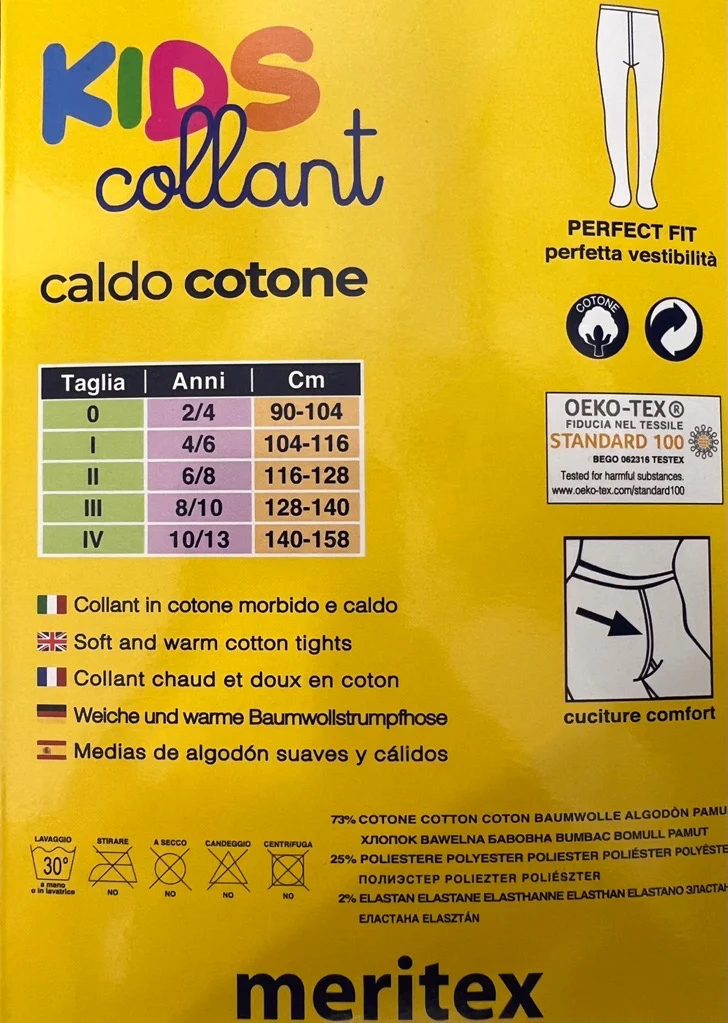 KIDS
collant
caldo cotone
PERFECT FIT
perfetta vestibilità
COTONE
Taglia | Anni | Cm
0 2/4 90-104
I 4/6 104-116
II 6/8 116-128
III 8/10 128-140
IV 10/13 140-158
OEKO-TEX®
FIDUCIA NEL TESSILE
STANDARD 100
BEGO 062316 TESTEX
Tested for harmful substances.
www.oeko-tex.com/standard100
cuciture comfort
Collant in cotone morbido e caldo
Soft and warm cotton tights
Collant chaud et doux en coton
Weiche und warme Baumwollstrumpfhose
Medias de algodón suaves y cálidos
LAVAGGIO STIRARE A SECCO CANDEGGIO CENTRIFUGA
30°
a mano
o in lavatrice
NO NO NO NO
73% COTONE COTTON COTON BAUMWOLLE ALGODÒN PAMU
ХЛОПОК BAWELNA БАВОВНА BUMBAC BOMULL PAMUT
25% POLIESTERE POLYESTER POLIESTER POLIÉSTER POLYESTE
ПОЛИЭСТЕР POLIEZTER POLIÉSZTER
2% ELASTAN ELASTANE ELASTHANNE ELASTHAN ELASTANO ЭЛАСТАН
ЕЛАСТАНА ELASZTÁN
meritex